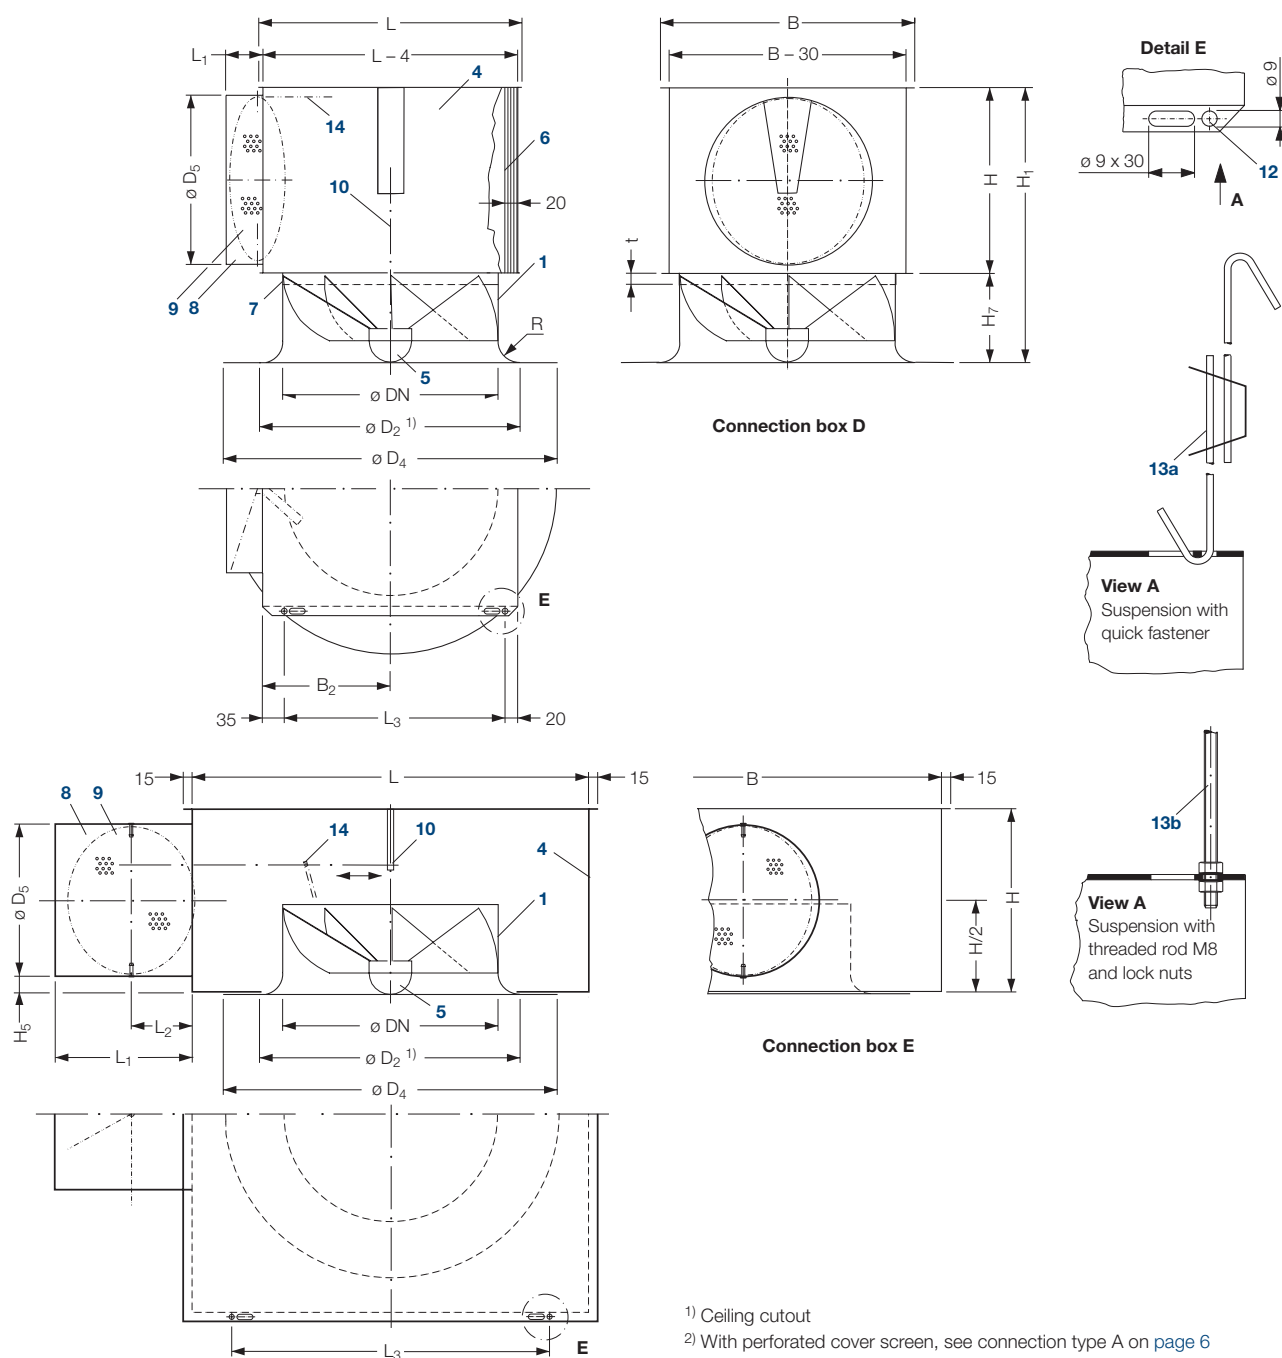 L
L₁
L – 4
4
14
6
ø D₅
10
20
1
9 8
7
R
5
ø DN
ø D₂ ¹⁾
ø D₄
B
B – 30
t
H
H₁
H₇
Connection box D
Detail E
ø 9
ø 9 x 30
12
A
13a
View A
Suspension with
quick fastener
E
B₂
35
L₃
20
15
L
15
8
9
14
10
4
ø D₅
1
H₅
L₂
L₁
5
ø DN
ø D₂ ¹⁾
ø D₄
B
15
H
H/2
Connection box E
13b
View A
Suspension with
threaded rod M8
and lock nuts
L₃
E
¹⁾ Ceiling cutout
²⁾ With perforated cover screen, see connection type A on page 6